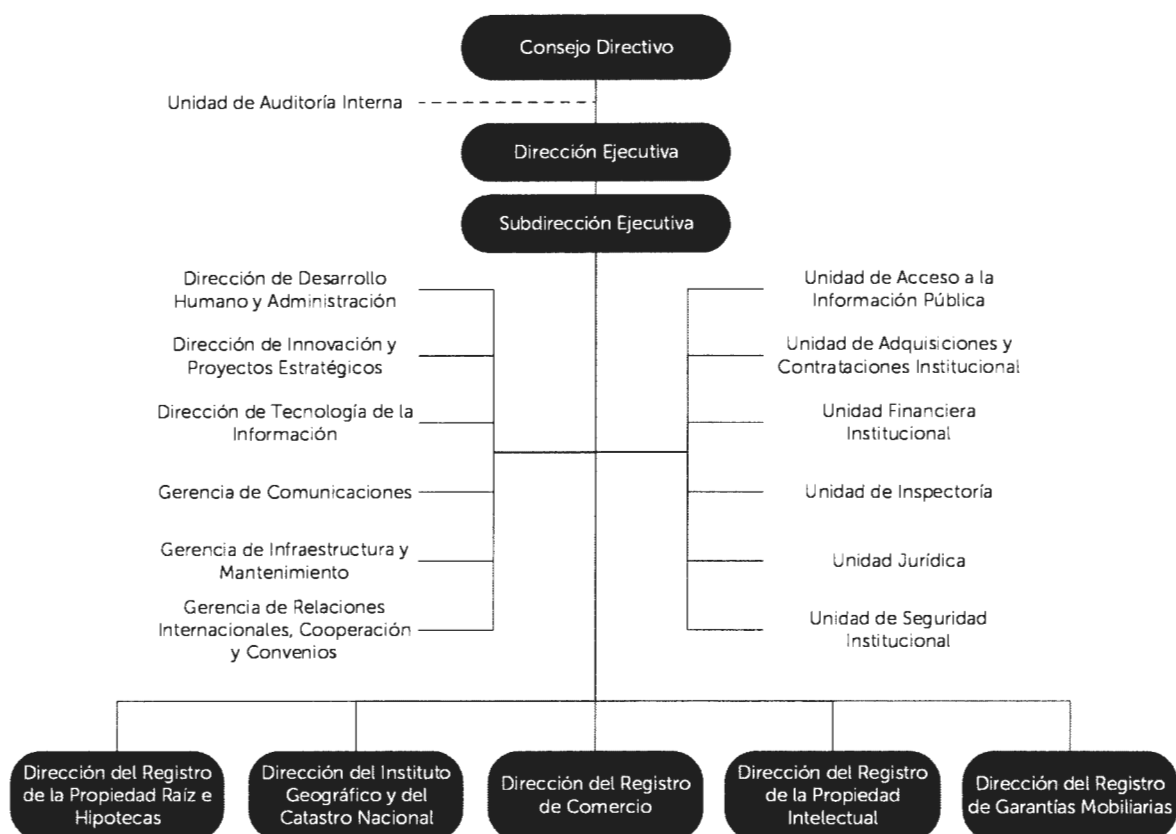 Consejo Directivo
Unidad de Auditoría Interna
Dirección Ejecutiva
Subdirección Ejecutiva
Dirección de Desarrollo
Humano y Administración
Dirección de Innovación y
Proyectos Estratégicos
Dirección de Tecnología de la
Información
Gerencia de Comunicaciones
Gerencia de Infraestructura y
Mantenimiento
Gerencia de Relaciones
Internacionales, Cooperación
y Convenios
Unidad de Acceso a la
Información Pública
Unidad de Adquisiciones y
Contrataciones Institucional
Unidad Financiera
Institucional
Unidad de Inspectoría
Unidad Jurídica
Unidad de Seguridad
Institucional
Dirección del Registro
de la Propiedad Raíz e
Hipotecas
Dirección del Instituto
Geográfico y del
Catastro Nacional
Dirección del Registro
de Comercio
Dirección del Registro
de la Propiedad
Intelectual
Dirección del Registro
de Garantías Mobiliarias